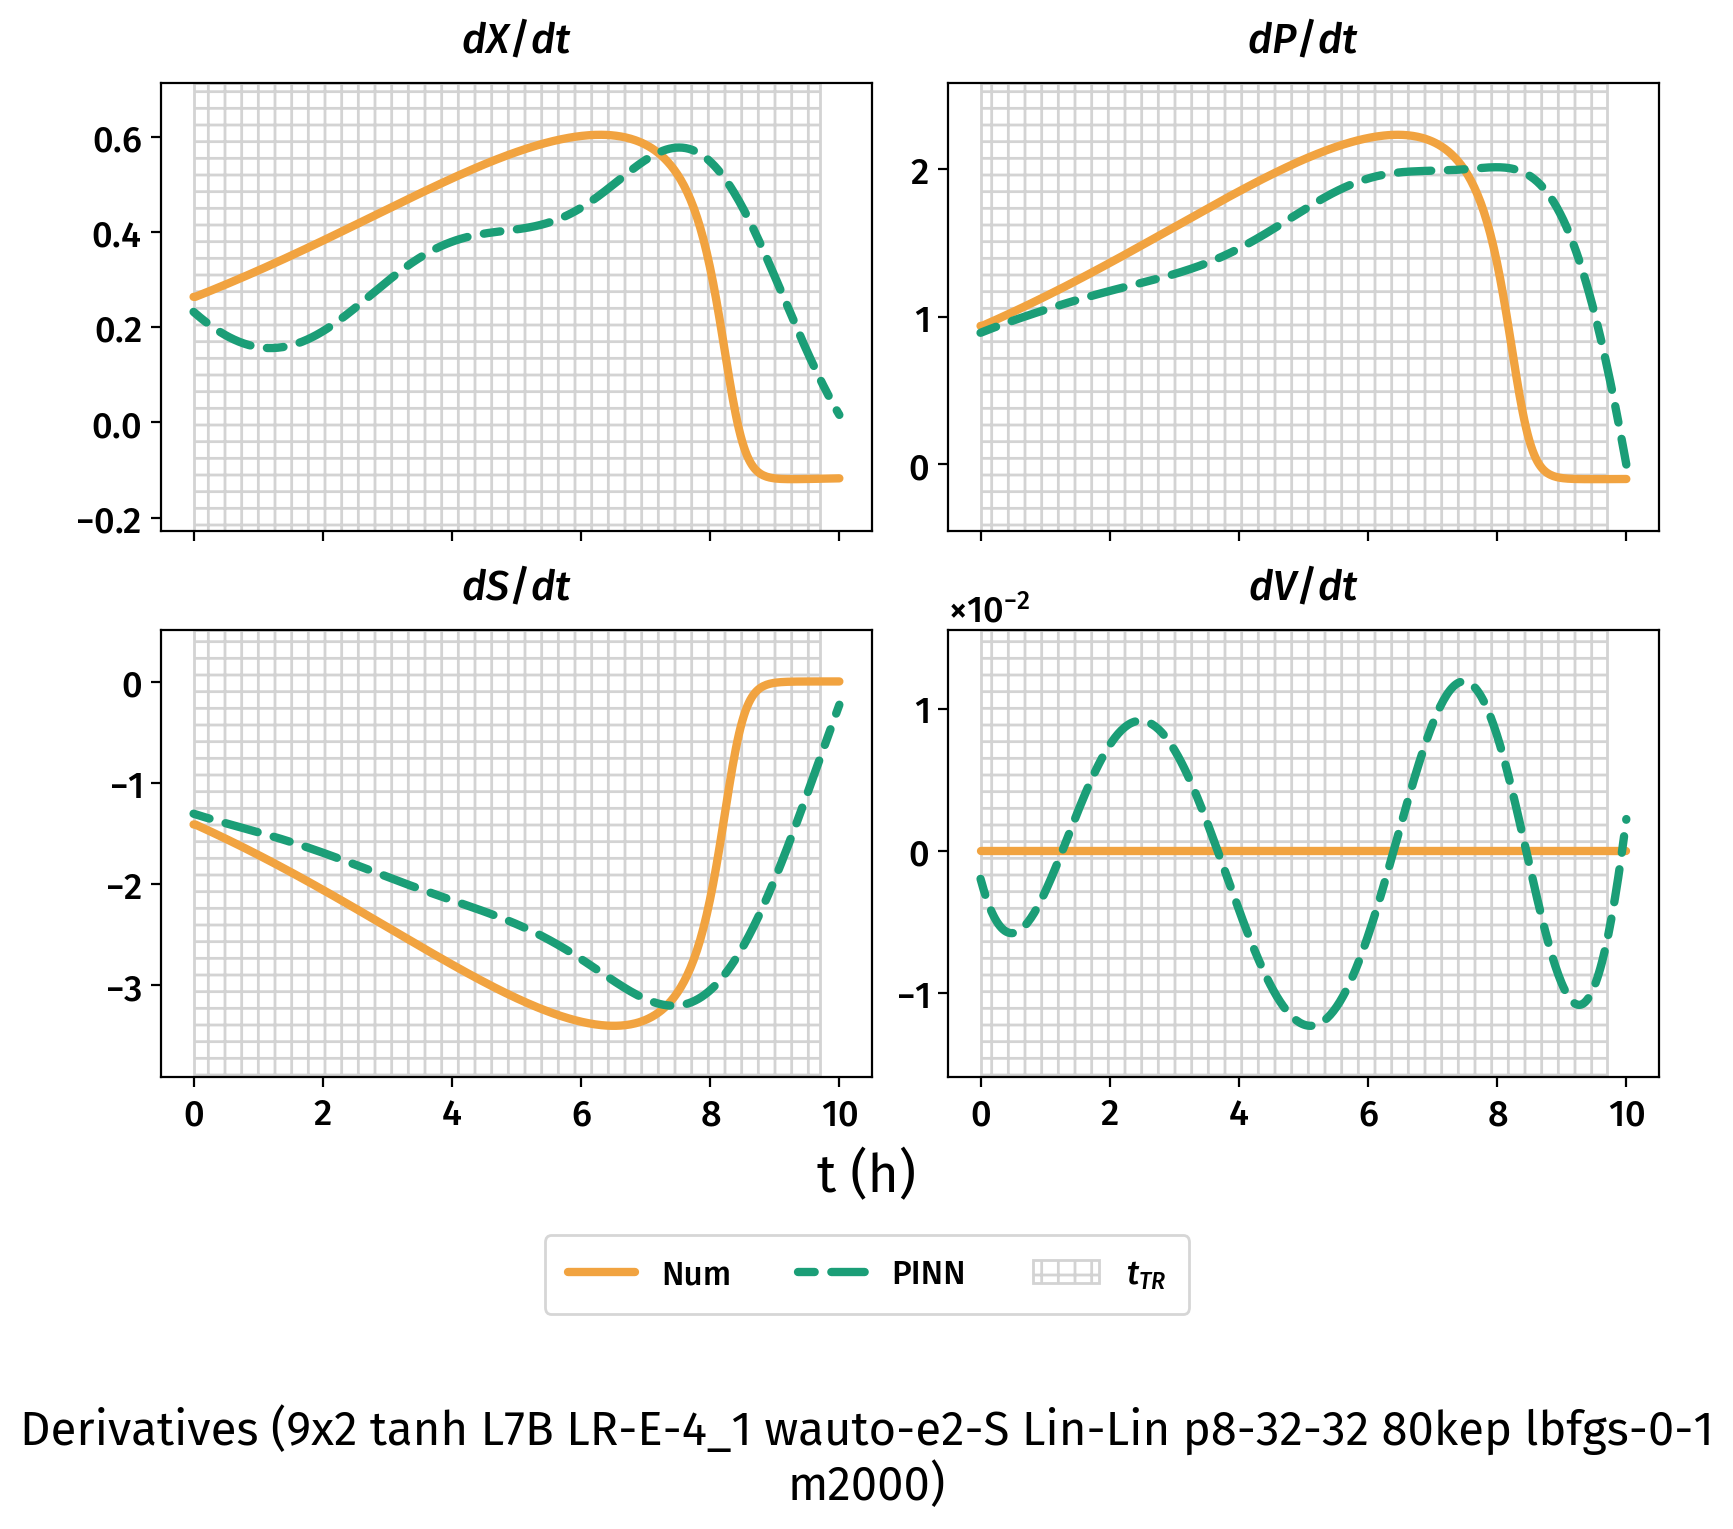 dX/dt
dP/dt
0.6
0.4
0.2
0.0
−0.2
2
1
0
dS/dt
dV/dt
×10⁻²
0
−1
−2
−3
1
0
−1
0 2 4 6 8 10
0 2 4 6 8 10
t (h)
Num PINN t_TR
Derivatives (9x2 tanh L7B LR-E-4_1 wauto-e2-S Lin-Lin p8-32-32 80kep lbfgs-0-1
m2000)